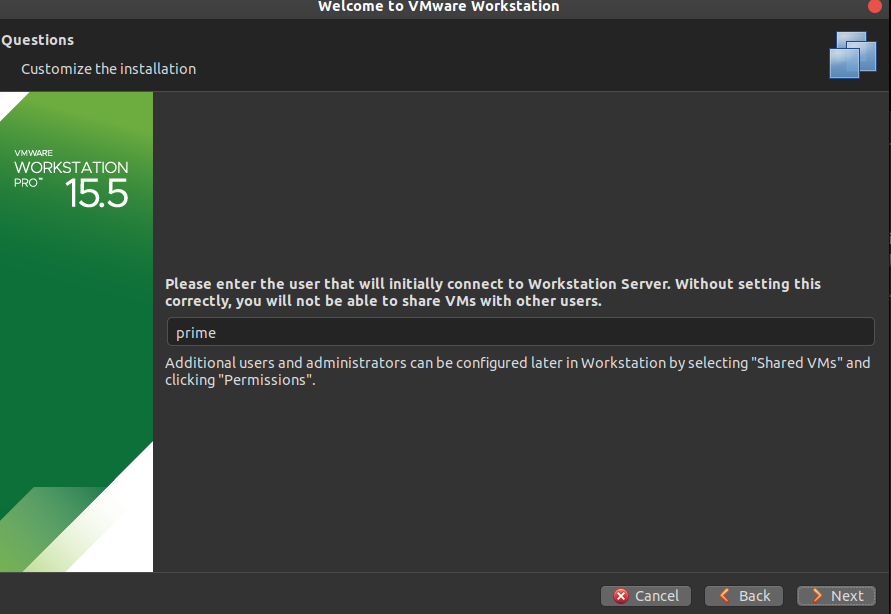 Welcome to VMware Workstation
Questions
Customize the installation
VMWARE
WORKSTATION
PRO™ 15.5
Please enter the user that will initially connect to Workstation Server. Without setting this
correctly, you will not be able to share VMs with other users.
prime
Additional users and administrators can be configured later in Workstation by selecting "Shared VMs" and
clicking "Permissions".
Cancel Back Next